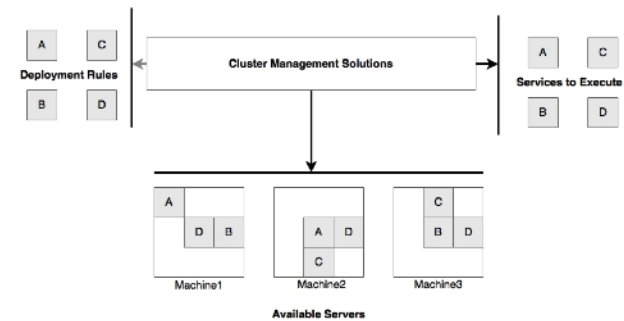 A C
Deployment Rules
B D
Cluster Management Solutions
A C
Services to Execute
B D
A
D B
Machine1
A D
C
Machine2
C
B D
Machine3
Available Servers